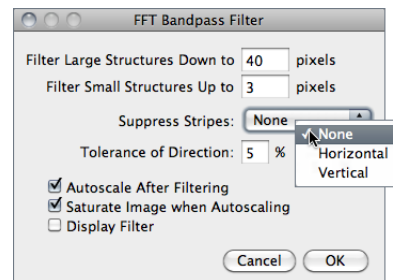 FFT Bandpass Filter
Filter Large Structures Down to 40 pixels
Filter Small Structures Up to 3 pixels
Suppress Stripes: None
✓ None
Tolerance of Direction: 5 %
Horizontal
Vertical
Autoscale After Filtering
Saturate Image when Autoscaling
Display Filter
Cancel OK